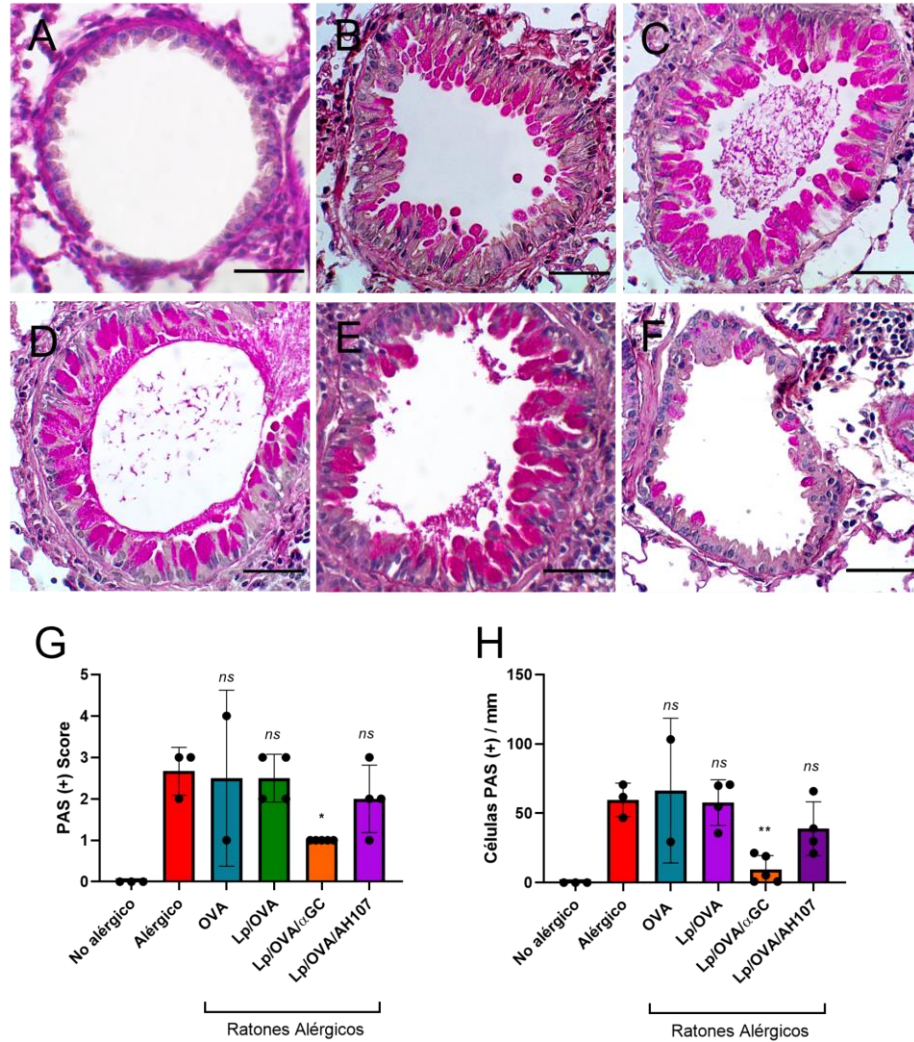 A
B
C
D
E
F
G
H
PAS (+) Score
5
4
3
2
1
0
ns
ns
*
ns
No alérgico
Alérgico
OVA
Lp/OVA
Lp/OVA/αGC
Lp/OVA/AH107
Ratones Alérgicos
Células PAS (+) / mm
150
100
50
0
ns
ns
**
ns
No alérgico
Alérgico
OVA
Lp/OVA
Lp/OVA/αGC
Lp/OVA/AH107
Ratones Alérgicos